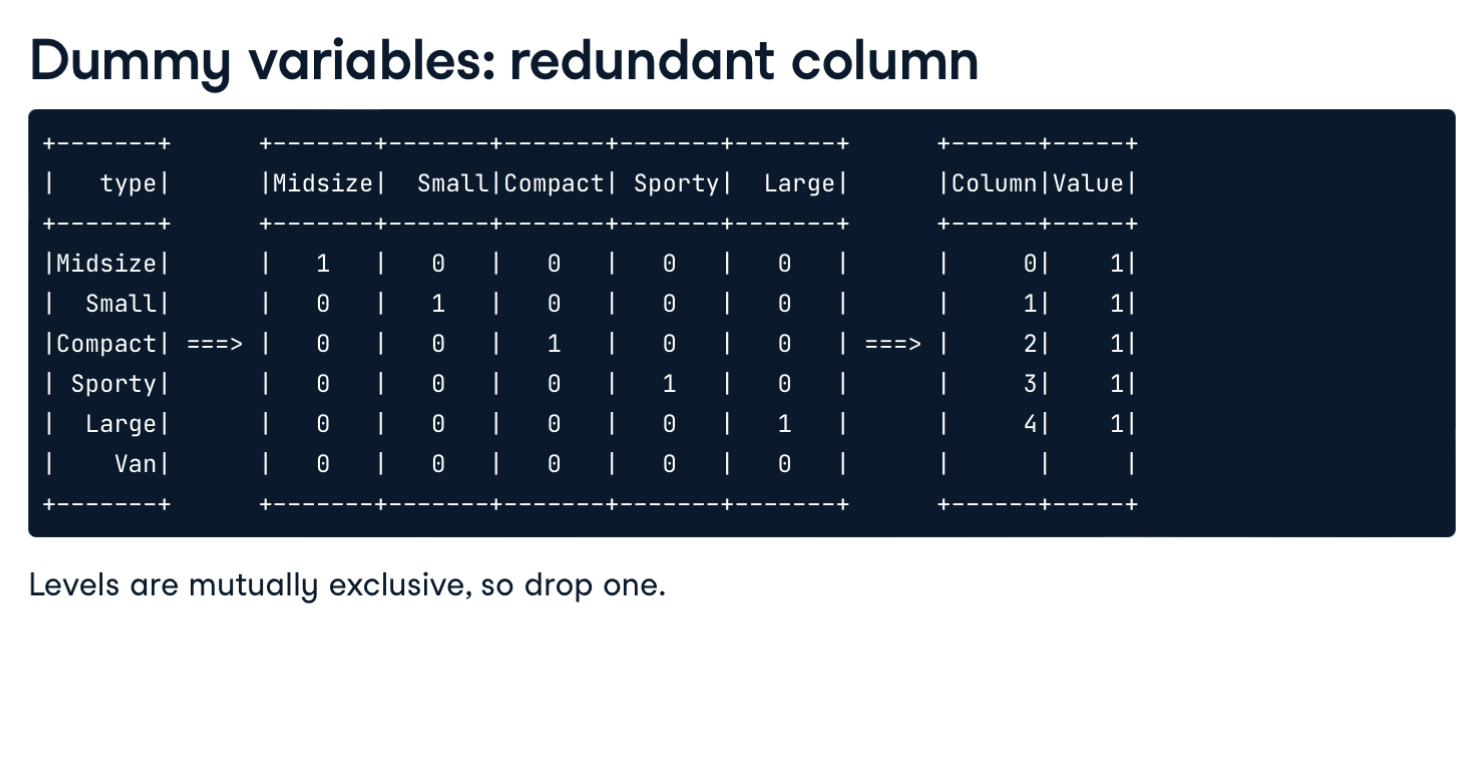 Dummy variables: redundant column
+-------+      +-------+-------+-------+-------+-------+      +------+-----+
|   type|      |Midsize|  Small|Compact| Sporty|  Large|      |Column|Value|
+-------+      +-------+-------+-------+-------+-------+      +------+-----+
|Midsize|      |   1   |   0   |   0   |   0   |   0   |      |     0|    1|
|  Small|      |   0   |   1   |   0   |   0   |   0   |      |     1|    1|
|Compact| ===> |   0   |   0   |   1   |   0   |   0   | ===> |     2|    1|
| Sporty|      |   0   |   0   |   0   |   1   |   0   |      |     3|    1|
|  Large|      |   0   |   0   |   0   |   0   |   1   |      |     4|    1|
|    Van|      |   0   |   0   |   0   |   0   |   0   |      |      |     |
+-------+      +-------+-------+-------+-------+-------+      +------+-----+
Levels are mutually exclusive, so drop one.